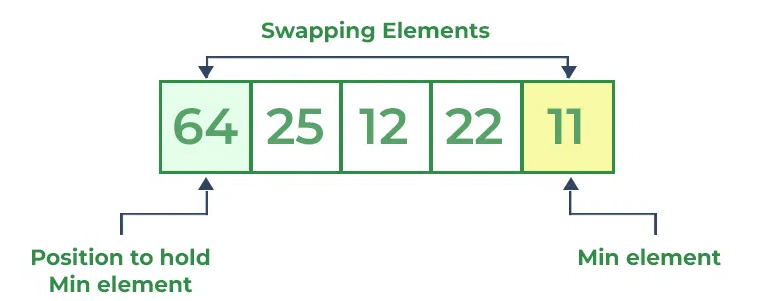 Swapping Elements
64 25 12 22 11
Position to hold
Min element
Min element